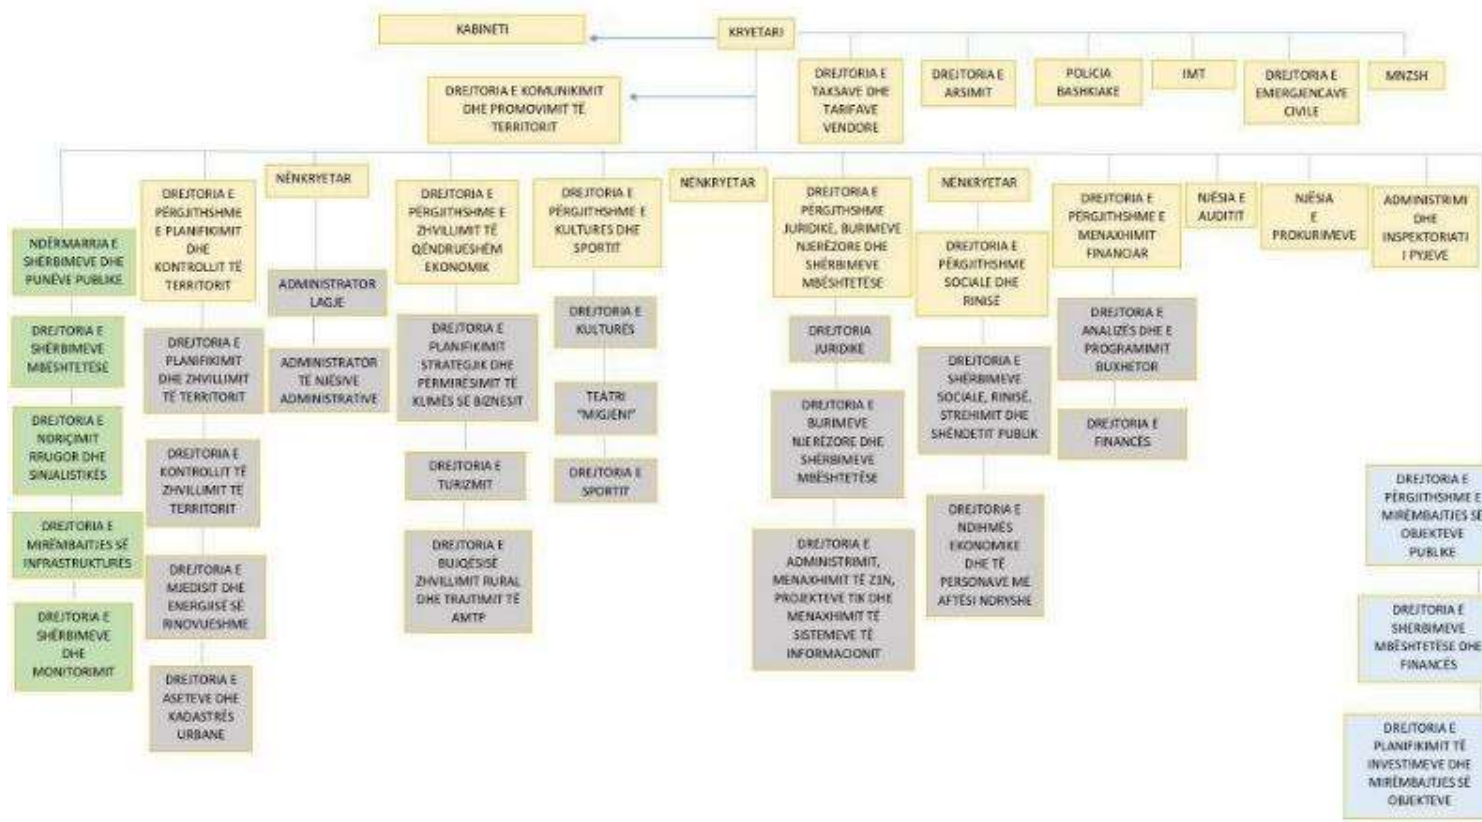 KABINETI
KRYETARI
DREJTORIA E KOMUNIKIMIT
DHE PROMOVIMIT TË
TERRITORIT
DREJTORIA E
TAKSAVE DHE
TARIFAVE
VENDORE
DREJTORIA E
ARSIMIT
POLICIA
BASHKIAKE
IMT
DREJTORIA E
EMERGJENCAVE
CIVILE
MNZSH
NDËRMARRJA E
SHËRBIMEVE DHE
PUNËVE PUBLIKE
DREJTORIA E
SHËRBIMEVE
MBËSHTETËSE
DREJTORIA E
NDRIÇIMIT
RRUGOR DHE
SINJALISTIKËS
DREJTORIA E
MIRËMBAJTJES SË
INFRASTRUKTURËS
DREJTORIA E
SHËRBIMEVE
DHE
MONITORIMIT
DREJTORIA E
PËRGJITHSHME
E PLANIFIKIMIT
DHE
KONTROLLIT TË
TERRITORIT
DREJTORIA E
PLANIFIKIMIT
DHE ZHVILLIMIT
TË TERRITORIT
DREJTORIA E
KONTROLLIT TË
ZHVILLIMIT TË
TERRITORIT
DREJTORIA E
MJEDISIT DHE
ENERGJISË SË
RINOVUESHME
DREJTORIA E
ASETEVE DHE
KADASTRËS
URBANE
NËNKRYETAR
ADMINISTRATOR
LAGJE
ADMINISTRATOR
TË NJËSIVE
ADMINISTRATIVE
DREJTORIA E
PËRGJITHSHME E
ZHVILLIMIT TË
QËNDRUESHËM
EKONOMIK
DREJTORIA E
PLANIFIKIMIT
STRATEGJIK DHE
PËRMIRËSIMIT TË
KLIMËS SË BIZNESIT
DREJTORIA E
TURIZMIT
DREJTORIA E
BUJQËSISË
ZHVILLIMIT RURAL
DHE TRAJTIMIT TË
AMTP
DREJTORIA E
PËRGJITHSHME E
KULTURËS DHE
SPORTIT
DREJTORIA E
KULTURËS
TEATRI
"MIGJENI"
DREJTORIA E
SPORTIT
NËNKRYETAR
DREJTORIA E
PËRGJITHSHME
JURIDIKE, BURIMEVE
NJERËZORE DHE
SHËRBIMEVE
MBËSHTETËSE
DREJTORIA
JURIDIKE
DREJTORIA E
BURIMEVE
NJERËZORE DHE
SHËRBIMEVE
MBËSHTETËSE
DREJTORIA E
ADMINISTRIMIT,
MENAXHIMIT TË Z1N,
PROJEKTEVE TIK DHE
MENAXHIMIT TË
SISTEMEVE TË
INFORMACIONIT
NËNKRYETAR
DREJTORIA E
PËRGJITHSHME
SOCIALE DHE
RINISË
DREJTORIA E
SHËRBIMEVE
SOCIALE, RINISË,
STREHIMIT DHE
SHËNDETIT PUBLIK
DREJTORIA E
NDIHMËS
EKONOMIKE
DHE TË
PERSONAVE ME
AFTËSI NDRYSHE
DREJTORIA E
PËRGJITHSHME E
MENAXHIMIT
FINANCIAR
DREJTORIA E
ANALIZËS DHE E
PROGRAMIMIT
BUXHETOR
DREJTORIA E
FINANCËS
NJËSIA E
AUDITIT
NJËSIA
E
PROKURIMEVE
ADMINISTRIMI
DHE
INSPEKTORIATI
I PYJEVE
DREJTORIA E
PËRGJITHSHME E
MIRËMBAJTJES SË
OBJEKTEVE
PUBLIKE
DREJTORIA E
SHËRBIMEVE
MBËSHTETËSE DHE
FINANCËS
DREJTORIA E
PLANIFIKIMIT TË
INVESTIMEVE DHE
MIRËMBAJTJES SË
OBJEKTEVE